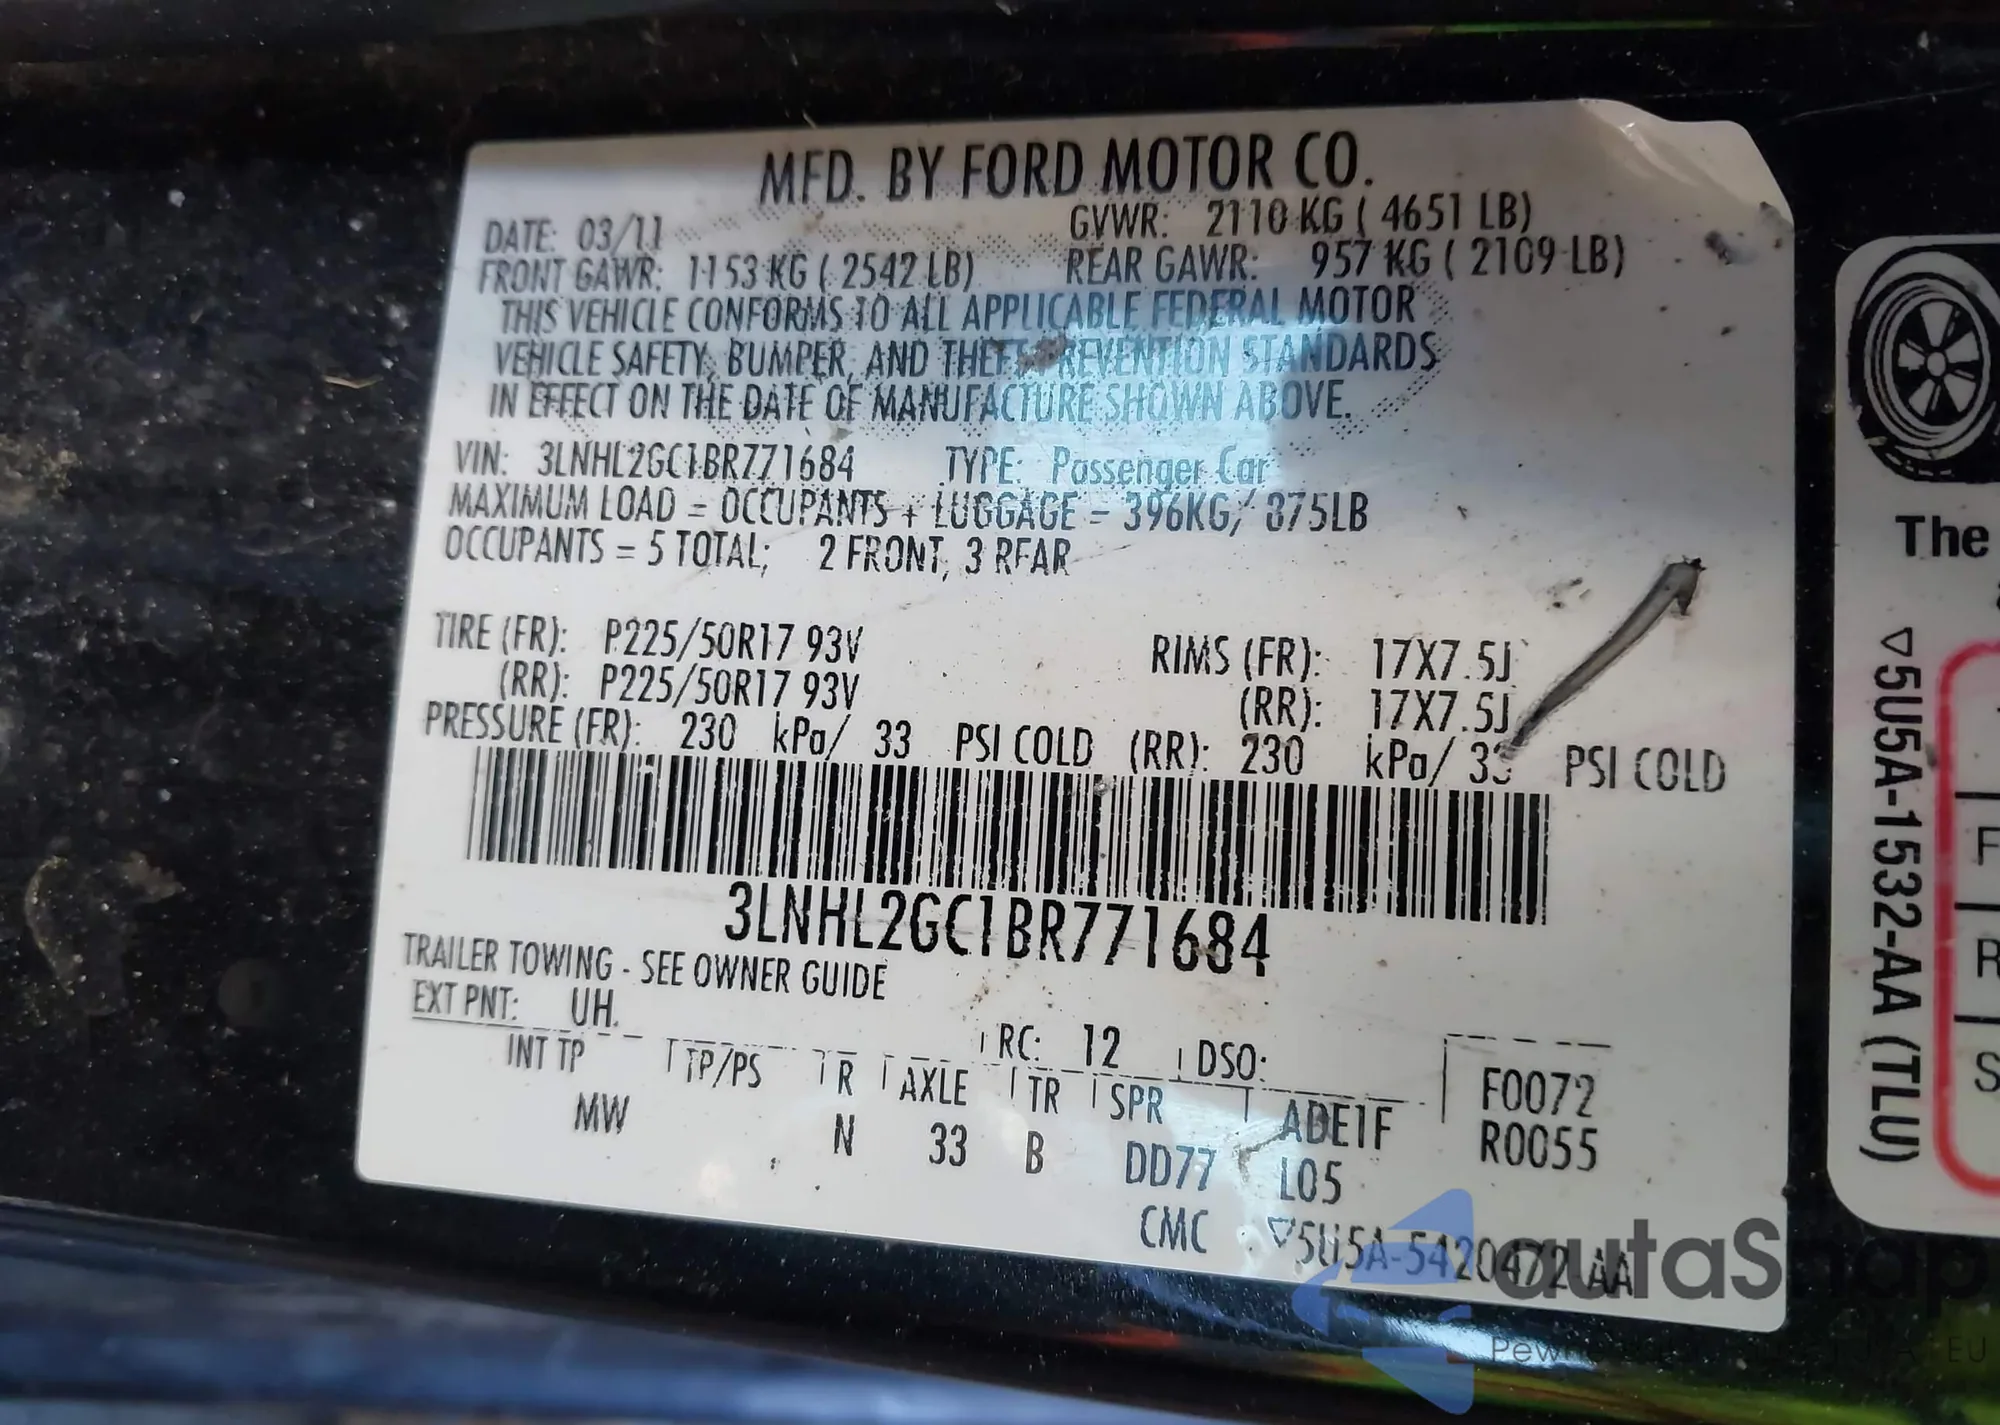 MFD. BY FORD MOTOR CO.
DATE: 03/11 GVWR: 2110 KG ( 4651 LB)
FRONT GAWR: 1153 KG ( 2542 LB) REAR GAWR: 957 KG ( 2109 LB)
THIS VEHICLE CONFORMS TO ALL APPLICABLE FEDERAL MOTOR
VEHICLE SAFETY, BUMPER, AND THEFT PREVENTION STANDARDS
IN EFFECT ON THE DATE OF MANUFACTURE SHOWN ABOVE.
VIN: 3LNHL2GC1BR771684 TYPE: Passenger Car
MAXIMUM LOAD = OCCUPANTS + LUGGAGE = 396KG/ 875LB
OCCUPANTS = 5 TOTAL; 2 FRONT, 3 REAR
TIRE (FR): P225/50R17 93V RIMS (FR): 17X7.5J
(RR): P225/50R17 93V (RR): 17X7.5J
PRESSURE (FR): 230 kPa/ 33 PSI COLD (RR): 230 kPa/ 33 PSI COLD
3LNHL2GC1BR771684
TRAILER TOWING - SEE OWNER GUIDE
EXT PNT: UH RC: 12 DSO: F0072
INT TP TP/PS R AXLE TR SPR ADE1F R0055
MW N 33 B DD77 L05
CMC ▽5U5A-5420472-AA
The
▽5U5A-1532-AA (TLU)
F
R
S
autaSnap
EU